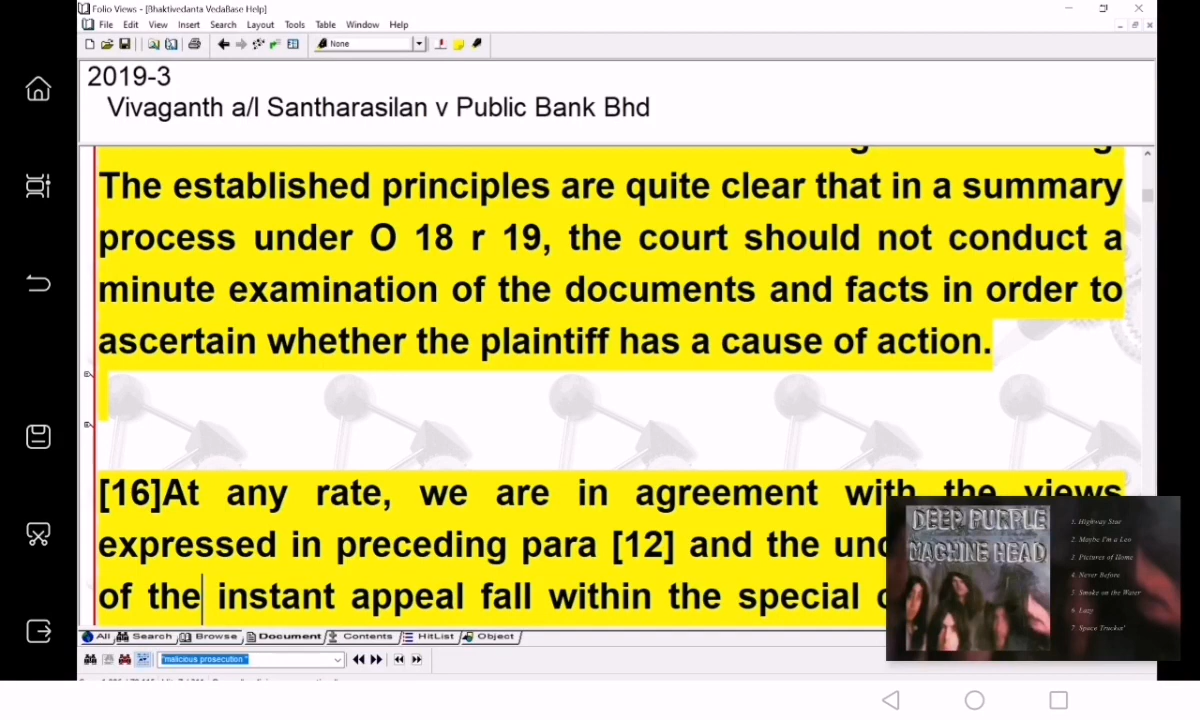 Folio Views - [Bhaktivedanta VedaBase Help]
File Edit View Insert Search Layout Tools Table Window Help
None
2019-3
Vivaganth a/l Santharasilan v Public Bank Bhd
The established principles are quite clear that in a summary
process under O 18 r 19, the court should not conduct a
minute examination of the documents and facts in order to
ascertain whether the plaintiff has a cause of action.
[16]At any rate, we are in agreement with the views
expressed in preceding para [12] and the
of the instant appeal fall within the special
DEEP PURPLE
MACHINE HEAD
1. Highway Star
2. Maybe I'm a Leo
3. Pictures of Home
4. Never Before
5. Smoke on the Water
6. Lazy
7. Space Truckin'
All Search Browse Document Contents HitList Object
"malicious prosecution"